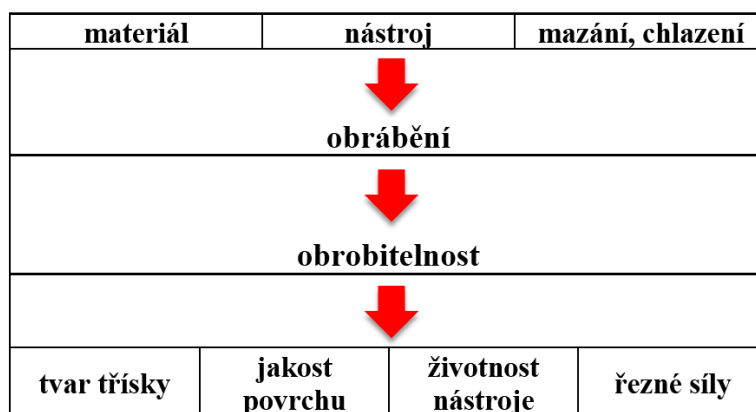 materiál nástroj mazání, chlazení
obrábění
obrobitelnost
tvar třísky jakost povrchu životnost nástroje řezné síly